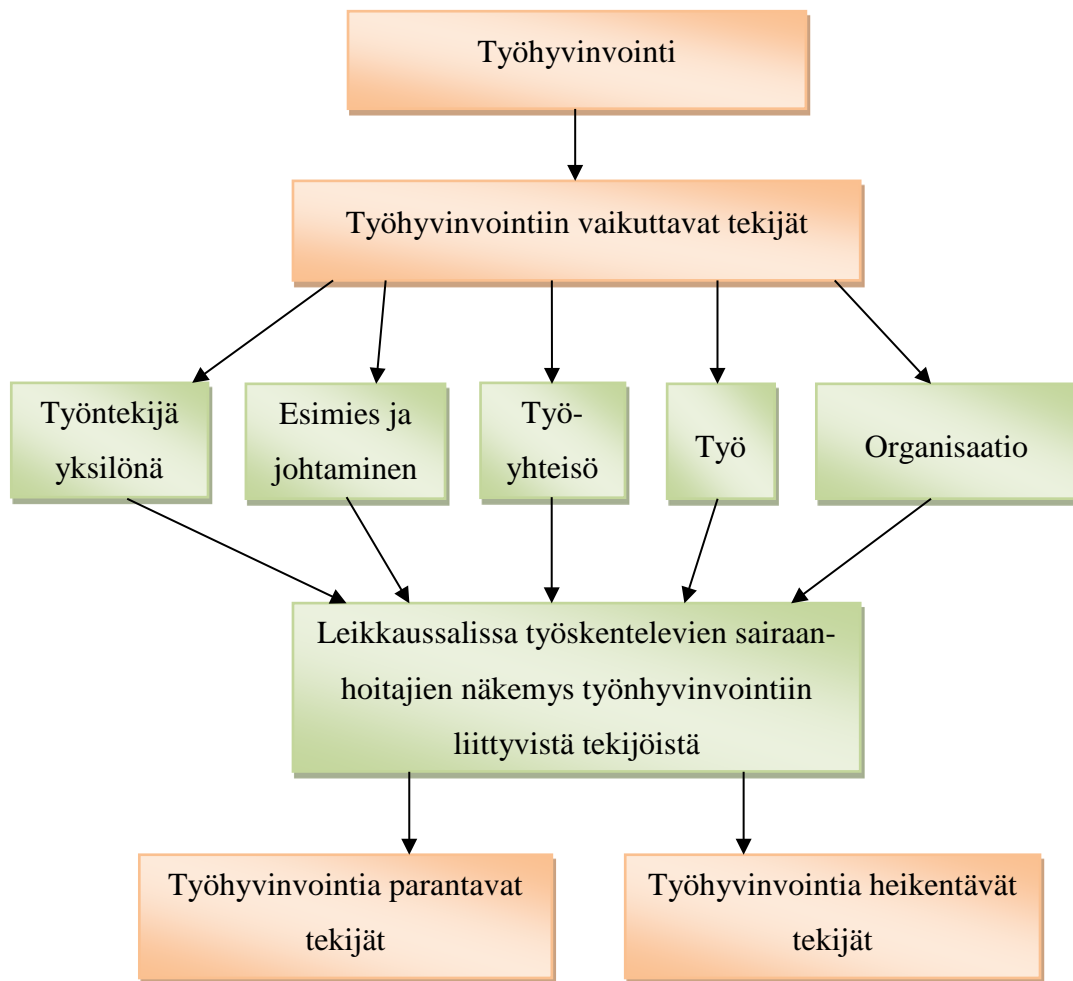 Työhyvinvointi
Työhyvinvointiin vaikuttavat tekijät
Työntekijä
yksilönä
Esimies ja
johtaminen
Työ-
yhteisö
Työ
Organisaatio
Leikkaussalissa työskentelevien sairaan-
hoitajien näkemys työnhyvinvointiin
liittyvistä tekijöistä
Työhyvinvointia parantavat
tekijät
Työhyvinvointia heikentävät
tekijät